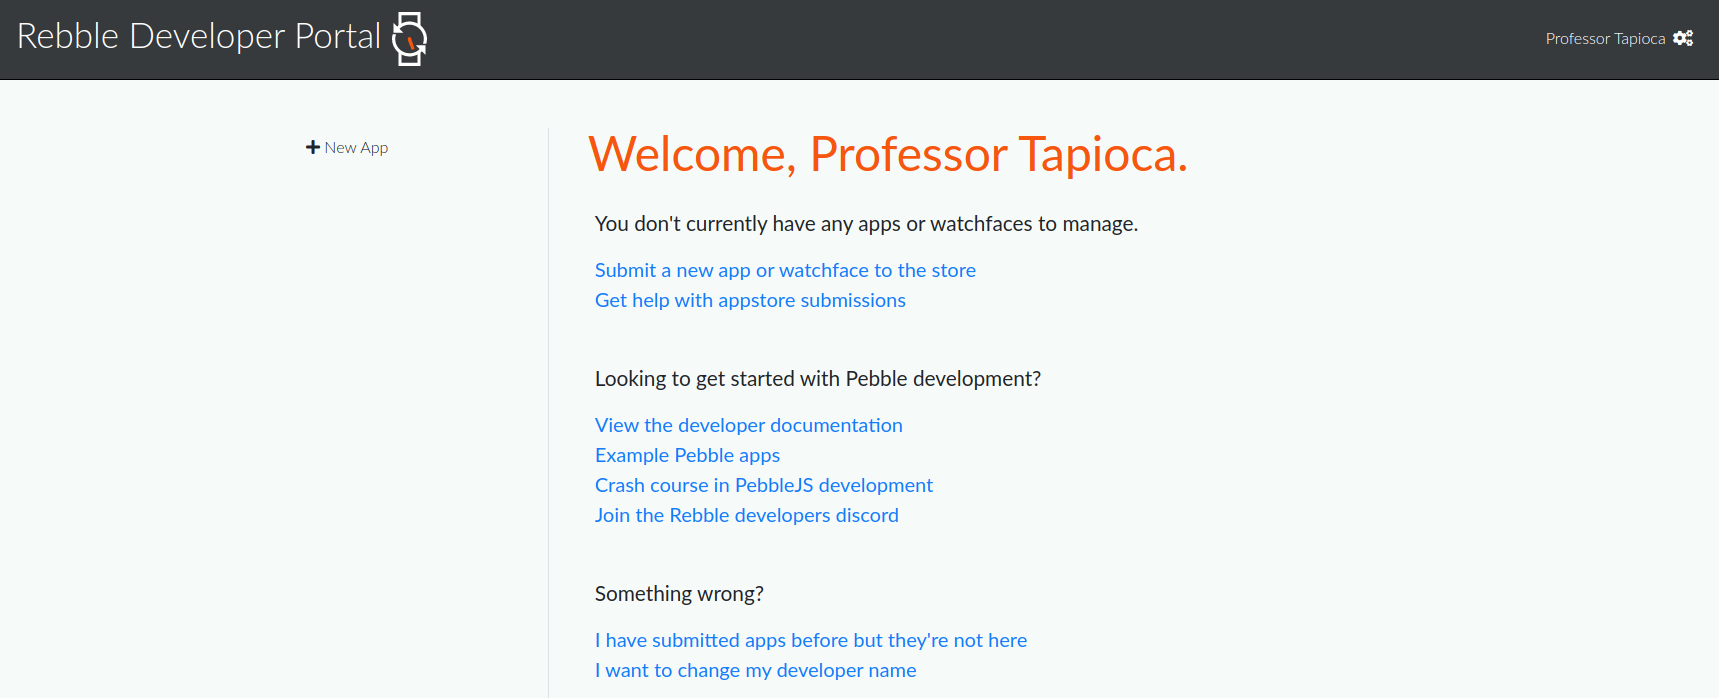 Rebble Developer Portal
Professor Tapioca
New App
Welcome, Professor Tapioca.
You don't currently have any apps or watchfaces to manage.
Submit a new app or watchface to the store
Get help with appstore submissions
Looking to get started with Pebble development?
View the developer documentation
Example Pebble apps
Crash course in PebbleJS development
Join the Rebble developers discord
Something wrong?
I have submitted apps before but they're not here
I want to change my developer name